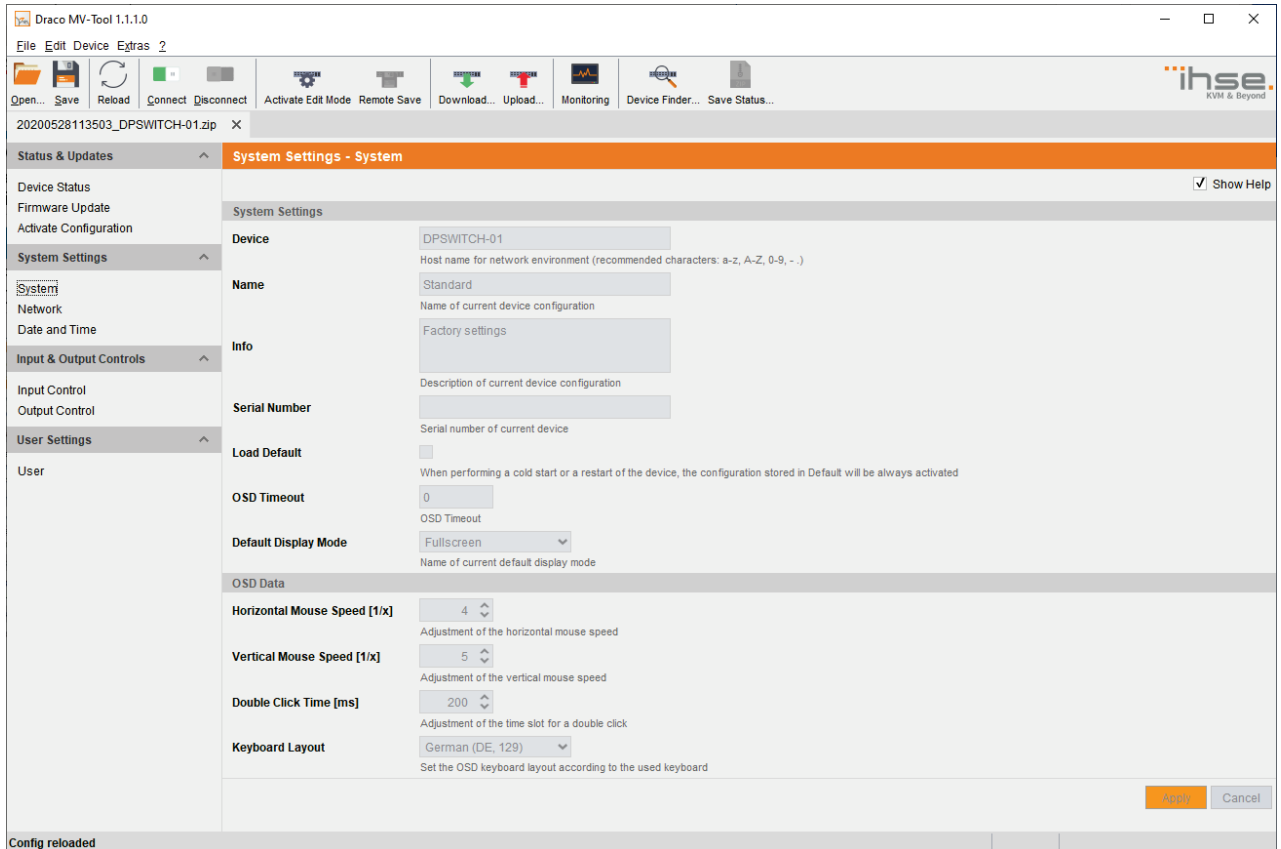 Draco MV-Tool 1.1.1.0
File Edit Device Extras ?
Open... Save Reload Connect Disconnect Activate Edit Mode Remote Save Download... Upload... Monitoring Device Finder... Save Status...
ihse.
KVM & Beyond
20200528113503_DPSWITCH-01.zip
Status & Updates
Device Status
Firmware Update
Activate Configuration
System Settings
System
Network
Date and Time
Input & Output Controls
Input Control
Output Control
User Settings
User
System Settings - System
Show Help
System Settings
Device DPSWITCH-01
Host name for network environment (recommended characters: a-z, A-Z, 0-9, - .)
Name Standard
Name of current device configuration
Info Factory settings
Description of current device configuration
Serial Number
Serial number of current device
Load Default
When performing a cold start or a restart of the device, the configuration stored in Default will be always activated
OSD Timeout 0
OSD Timeout
Default Display Mode Fullscreen
Name of current default display mode
OSD Data
Horizontal Mouse Speed [1/x] 4
Adjustment of the horizontal mouse speed
Vertical Mouse Speed [1/x] 5
Adjustment of the vertical mouse speed
Double Click Time [ms] 200
Adjustment of the time slot for a double click
Keyboard Layout German (DE, 129)
Set the OSD keyboard layout according to the used keyboard
Apply Cancel
Config reloaded